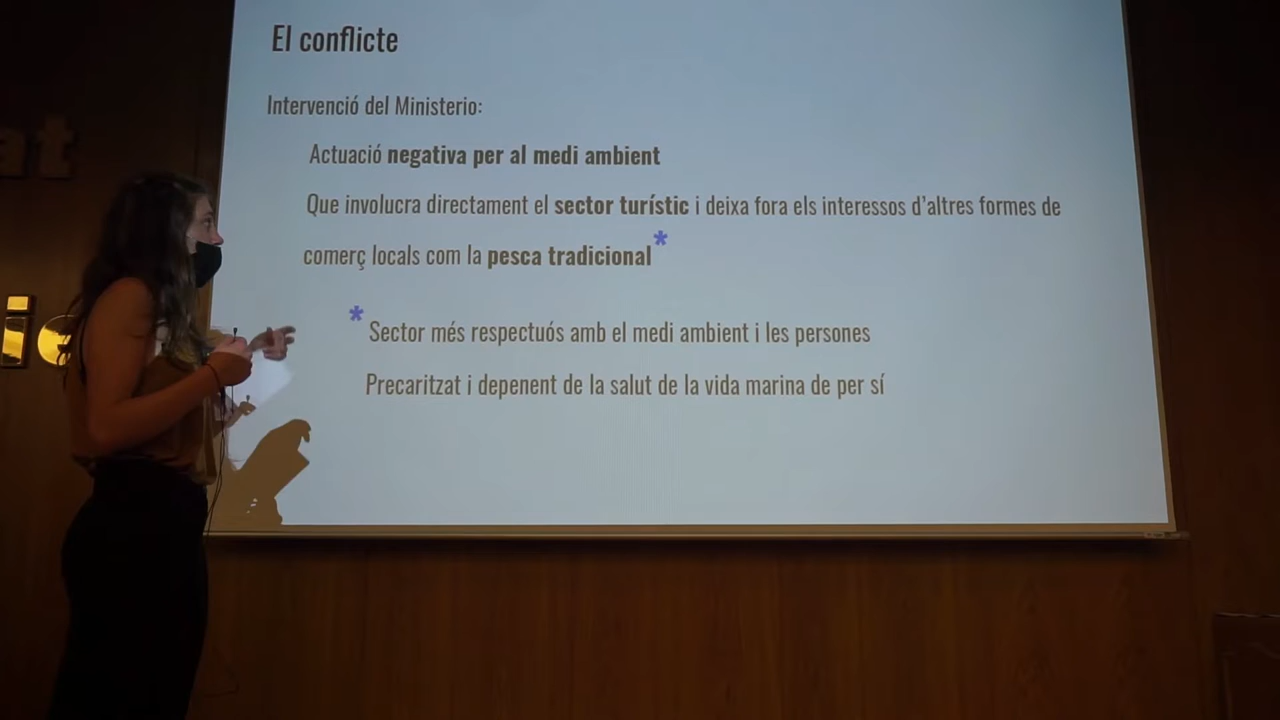 El conflicte
Intervenció del Ministerio:
Actuació negativa per al medi ambient
Que involucra directament el sector turístic i deixa fora els interessos d'altres formes de
comerç locals com la pesca tradicional*
* Sector més respectuós amb el medi ambient i les persones
Precaritzat i depenent de la salut de la vida marina de per sí
at